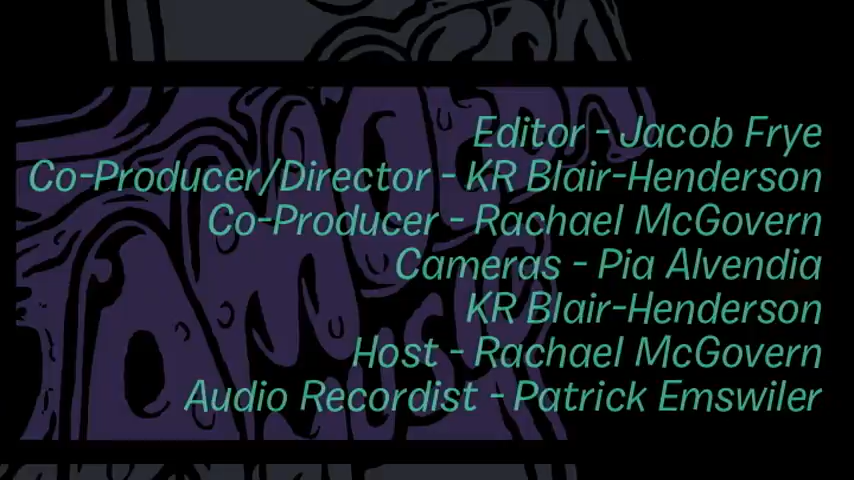 Editor - Jacob Frye
Co-Producer/Director - KR Blair-Henderson
Co-Producer - Rachael McGovern
Cameras - Pia Alvendia
KR Blair-Henderson
Host - Rachael McGovern
Audio Recordist - Patrick Emswiler